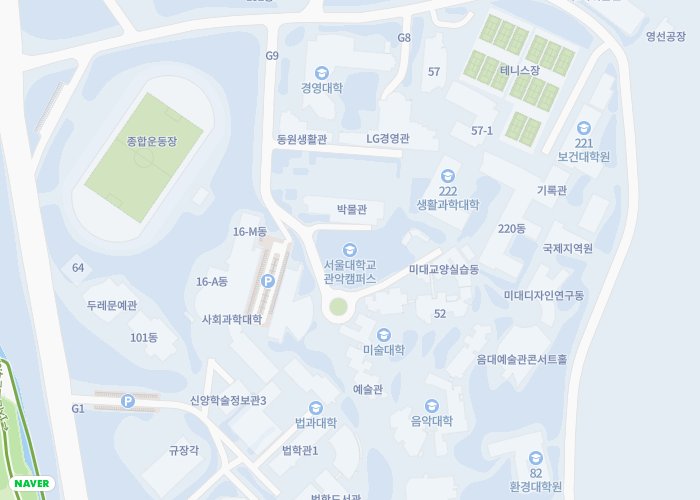 G9
G8
영선공장
57
테니스장
경영대학
종합운동장
동원생활관
LG경영관
57-1
221
보건대학원
222
생활과학대학
기록관
박물관
220동
16-M동
국제지역원
서울대학교
관악캠퍼스
미대교양실습동
64
16-A동
P
미대디자인연구동
두레문예관
사회과학대학
52
101동
미술대학
음대예술관콘서트홀
예술관
G1
P
신양학술정보관3
법과대학
음악대학
규장각
법학관1
82
환경대학원
NAVER